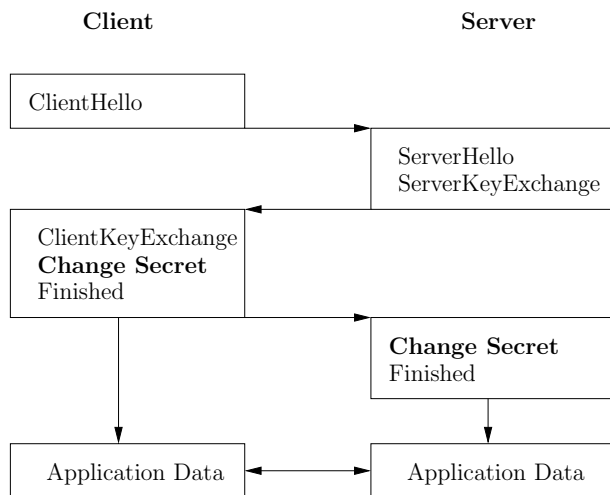 Client
Server
ClientHello
ServerHello
ServerKeyExchange
ClientKeyExchange
Change Secret
Finished
Change Secret
Finished
Application Data
Application Data